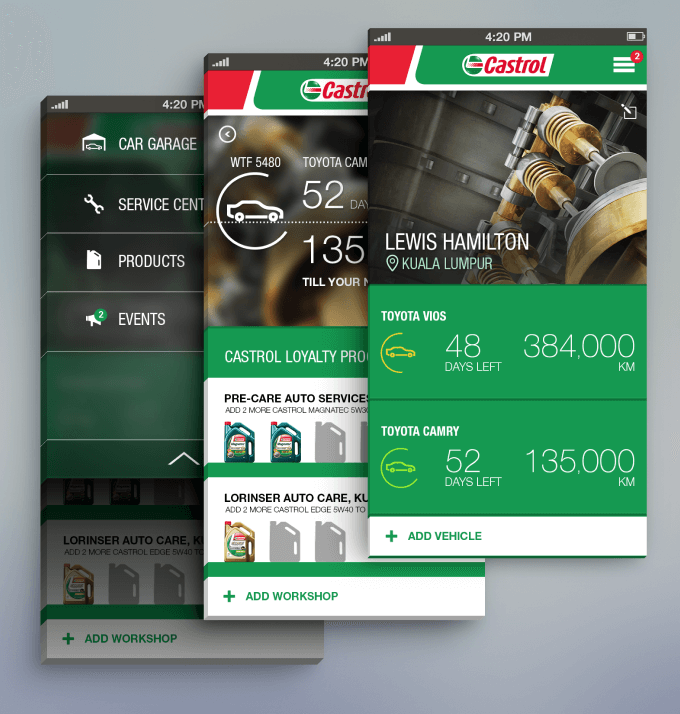 4:20 PM
CAR GARAGE
SERVICE CENT
PRODUCTS
2
EVENTS
LORINSER AUTO CARE, K
ADD 2 MORE CASTROL EDGE 5W40 TO
+ ADD WORKSHOP
4:20 PM
Castr
WTF 5480
TOYOTA CAM
52 DAY
135
TILL YOUR N
CASTROL LOYALTY PRO
PRE-CARE AUTO SERVICES
ADD 2 MORE CASTROL MAGNATEC 5W30
LORINSER AUTO CARE, KU
ADD 2 MORE CASTROL EDGE 5W40 TO
+ ADD WORKSHOP
4:20 PM
Castrol
2
LEWIS HAMILTON
KUALA LUMPUR
TOYOTA VIOS
48 384,000
DAYS LEFT KM
TOYOTA CAMRY
52 135,000
DAYS LEFT KM
+ ADD VEHICLE